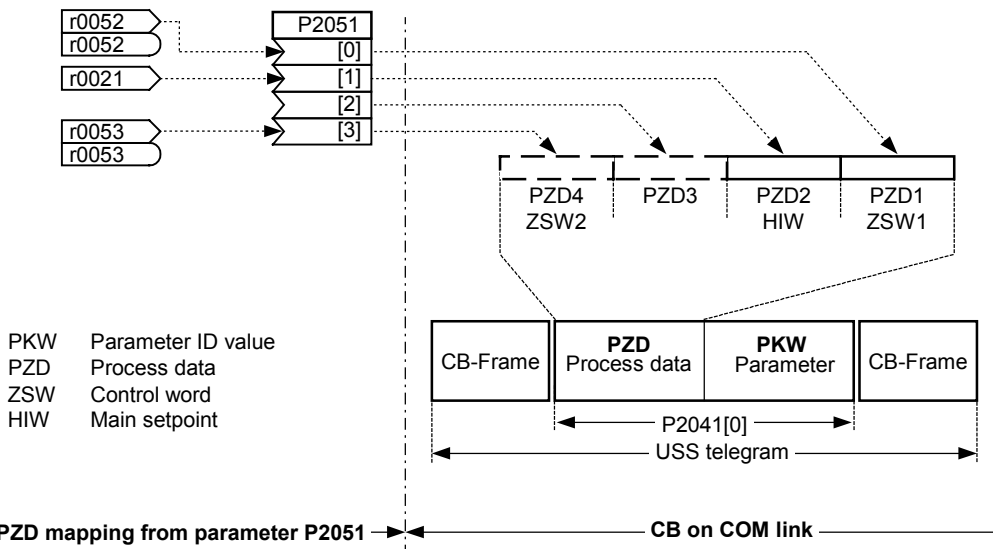 r0052
r0052
r0021
r0053
r0053
P2051
[0]
[1]
[2]
[3]
PZD4
ZSW2
PZD3
PZD2
HIW
PZD1
ZSW1
PKW Parameter ID value
PZD Process data
ZSW Control word
HIW Main setpoint
CB-Frame
PZD
Process data
PKW
Parameter
CB-Frame
P2041[0]
USS telegram
PZD mapping from parameter P2051
CB on COM link